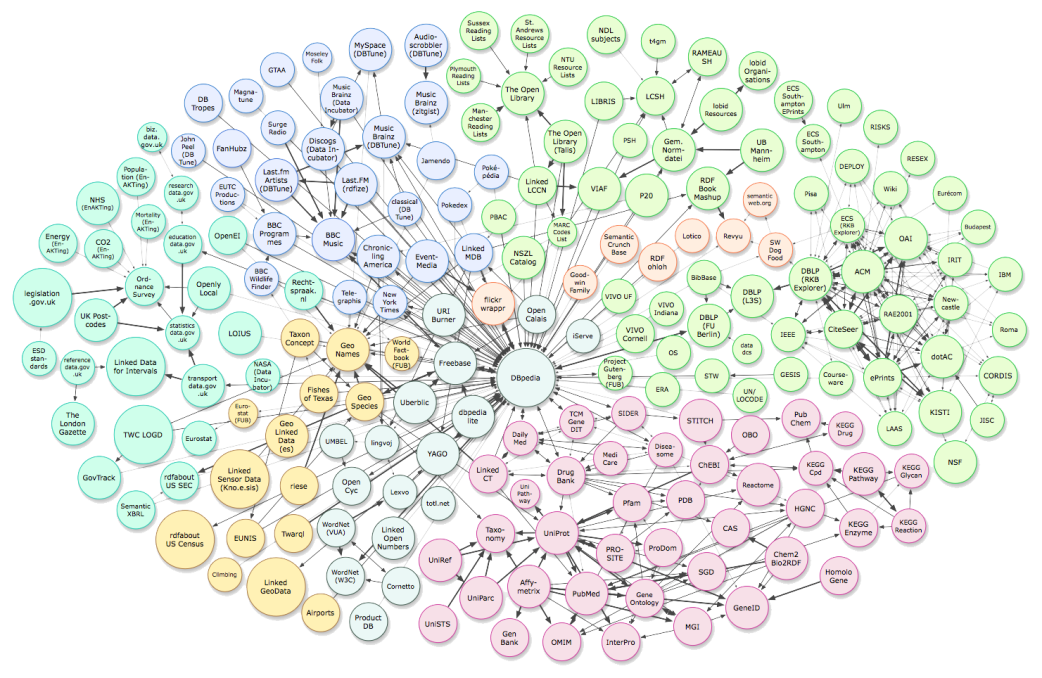 Sussex
Reading
Lists
St.
Andrews
Resource
Lists
NDL
subjects
t4gm
RAMEAU
SH
lobid
Organi-
sations
Audio-
scrobbler
(DBTune)
MySpace
(DBTune)
Moseley
Folk
GTAA
Plymouth
Reading
Lists
NTU
Resource
Lists
The Open
Library
LIBRIS
LCSH
lobid
Resources
ECS
South-
ampton
EPrints
Ulm
DB
Tropes
Magna-
tune
Music
Brainz
(Data
Incubator)
Music
Brainz
(zitgist)
Man-
chester
Reading
Lists
RISKS
biz.
data.
gov.uk
John
Peel
(DB
Tune)
FanHubz
Surge
Radio
Discogs
(Data In-
cubator)
Music
Brainz
(DBTune)
The Open
Library
(Talis)
PSH
Gem.
Norm-
datei
UB
Mann-
heim
ECS
South-
ampton
RESEX
Popula-
tion (En-
AKTing)
research
data.gov
.uk
EUTC
Produc-
tions
Last.fm
Artists
(DBTune)
Last.FM
(rdfize)
Jamendo
Poké-
pédia
Linked
LCCN
VIAF
P20
RDF
Book
Mashup
DEPLOY
Pisa
Wiki
Eurécom
NHS
(EnAKTing)
Mortality
(En-
AKTing)
classical
(DB
Tune)
Pokedex
PBAC
MARC
Codes
List
semantic
web.org
ECS
(RKB
Explorer)
OAI
Budapest
Energy
(En-
AKTing)
CO2
(En-
AKTing)
education
data.gov
.uk
OpenEI
BBC
Program
mes
BBC
Music
Chronic-
ling
America
Event-
Media
Linked
MDB
NSZL
Catalog
Semantic
Crunch
Base
RDF
ohloh
Lotico
Revyu
SW
Dog
Food
IRIT
legislation
.gov.uk
Ord-
nance
Survey
Openly
Local
BBC
Wildlife
Finder
Recht-
spraak.
nl
Tele-
graphis
New
York
Times
flickr
wrappr
Good-
win
Family
VIVO UF
VIVO
Indiana
BibBase
DBLP
(L3S)
DBLP
(RKB
Explorer)
ACM
IBM
UK Post-
codes
statistics
data.gov
.uk
LOIUS
Taxon
Concept
Geo
Names
World
Fact-
book
(FUB)
URI
Burner
Open
Calais
iServe
VIVO
Cornell
DBLP
(FU
Berlin)
IEEE
CiteSeer
RAE2001
New-
castle
Roma
ESD
stan-
dards
reference
data.gov
.uk
Linked Data
for Intervals
transport
data.gov
.uk
NASA
(Data
Incu-
bator)
Fishes
of Texas
Geo
Species
Freebase
DBpedia
Project
Guten-
berg
(FUB)
OS
data
dcs
STW
GESIS
Course-
ware
ePrints
dotAC
CORDIS
The
London
Gazette
TWC LOGD
Eurostat
Euro-
stat
(FUB)
Geo
Linked
Data
(es)
Uberblic
dbpedia
lite
ERA
UN/
LOCODE
LAAS
KISTI
JISC
NSF
GovTrack
rdfabout
US SEC
Linked
Sensor Data
(Kno.e.sis)
UMBEL
lingvoj
YAGO
Daily
Med
TCM
Gene
DIT
SIDER
STITCH
OBO
Pub
Chem
KEGG
Drug
Semantic
XBRL
riese
Open
Cyc
Lexvo
totl.net
Linked
CT
Drug
Bank
Medi
Care
Disea-
some
ChEBI
KEGG
Cpd
KEGG
Pathway
KEGG
Glycan
rdfabout
US Census
EUNIS
Twarql
WordNet
(VUA)
Linked
Open
Numbers
Uni
Path-
way
Pfam
PDB
Reactome
HGNC
KEGG
Enzyme
KEGG
Reaction
Taxo-
nomy
UniProt
PRO-
SITE
ProDom
CAS
Chem2
Bio2RDF
Homolo
Gene
Climbing
Linked
GeoData
WordNet
(W3C)
Cornetto
UniRef
UniParc
Affy-
metrix
PubMed
Gene
Ontology
SGD
GeneID
Airports
Product
DB
UniSTS
Gen
Bank
OMIM
InterPro
MGI